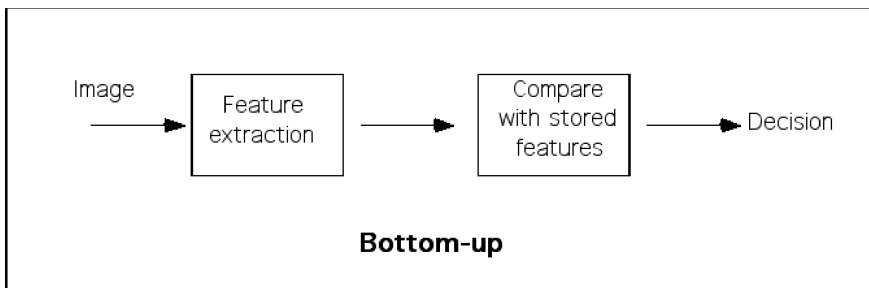 Image
Feature
extraction
Compare
with stored
features
Decision
Bottom-up